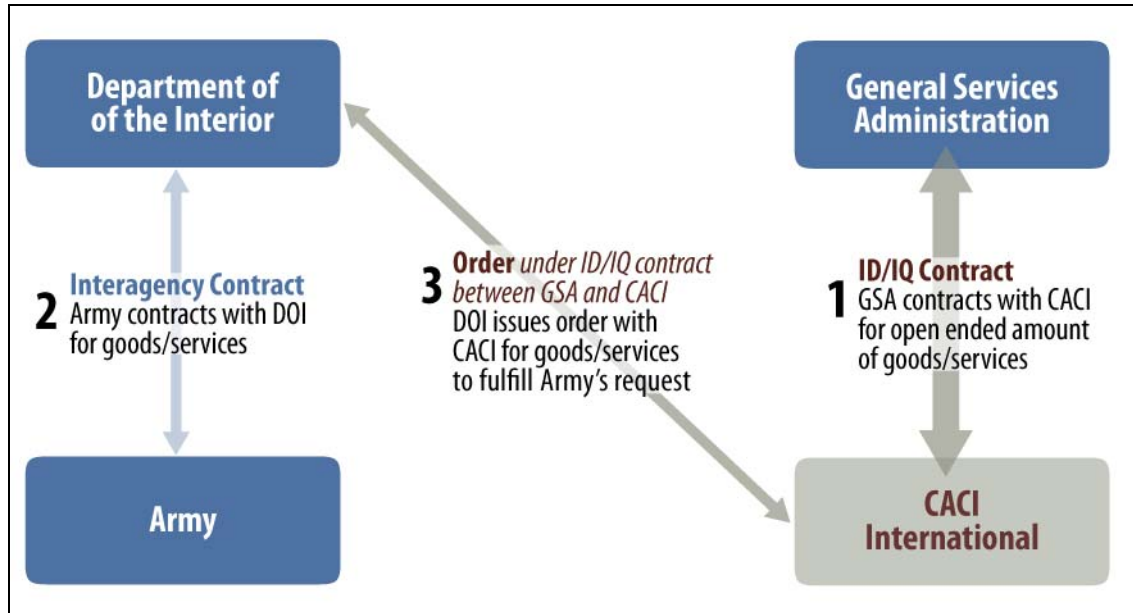 Department of
of the Interior
General Services
Administration
2 Interagency Contract
Army contracts with DOI
for goods/services
3 Order under ID/IQ contract
between GSA and CACI
DOI issues order with
CACI for goods/services
to fulfill Army's request
1 ID/IQ Contract
GSA contracts with CACI
for open ended amount
of goods/services
Army
CACI
International